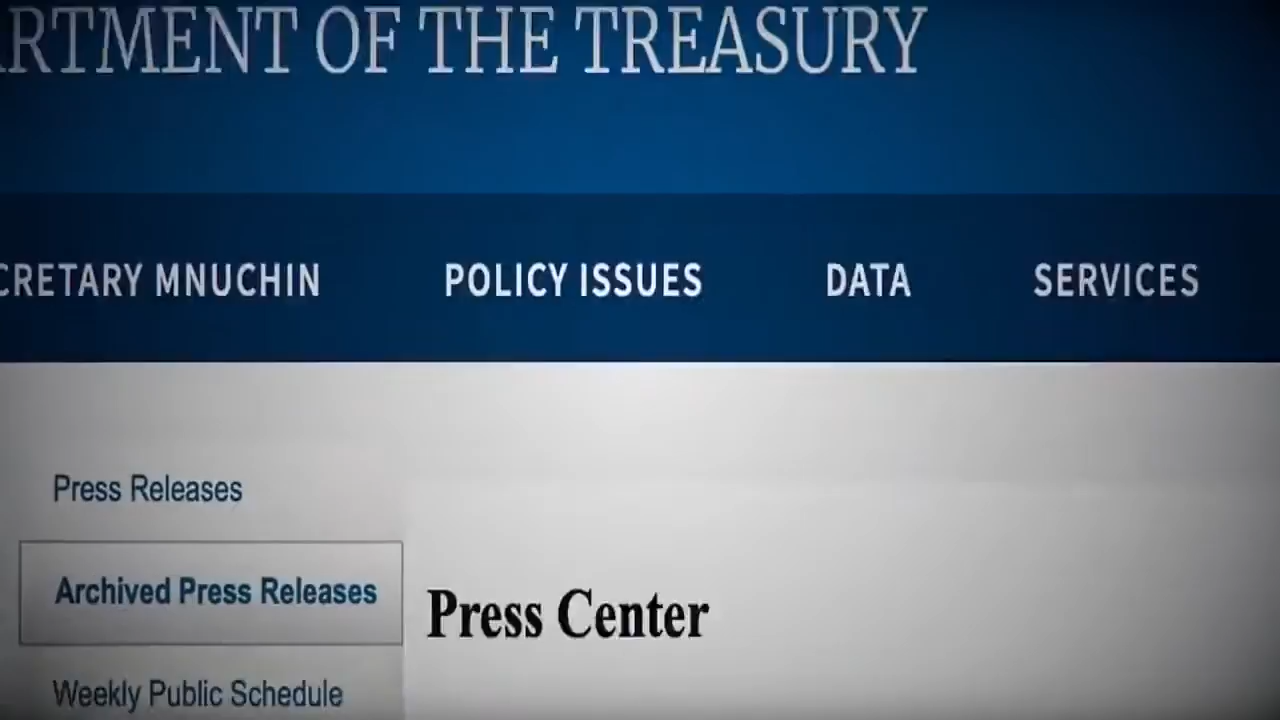 RTMENT OF THE TREASURY
CRETARY MNUCHIN POLICY ISSUES DATA SERVICES
Press Releases
Archived Press Releases
Press Center
Weekly Public Schedule